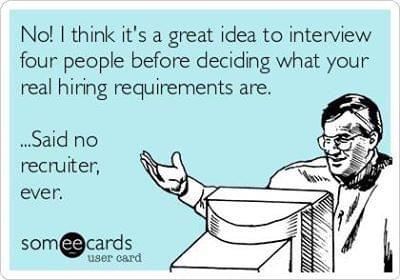 No! I think it's a great idea to interview
four people before deciding what your
real hiring requirements are.
...Said no
recruiter,
ever.
someecards
user card